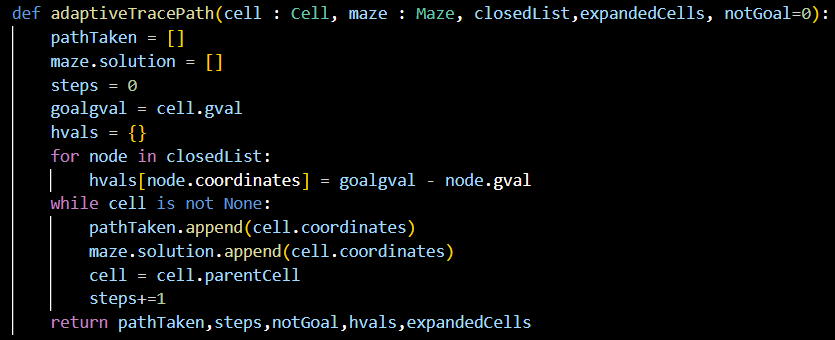 def adaptiveTracePath(cell : Cell, maze : Maze, closedList,expandedCells, notGoal=0):
    pathTaken = []
    maze.solution = []
    steps = 0
    goalgval = cell.gval
    hvals = {}
    for node in closedList:
        hvals[node.coordinates] = goalgval - node.gval
    while cell is not None:
        pathTaken.append(cell.coordinates)
        maze.solution.append(cell.coordinates)
        cell = cell.parentCell
        steps+=1
    return pathTaken,steps,notGoal,hvals,expandedCells